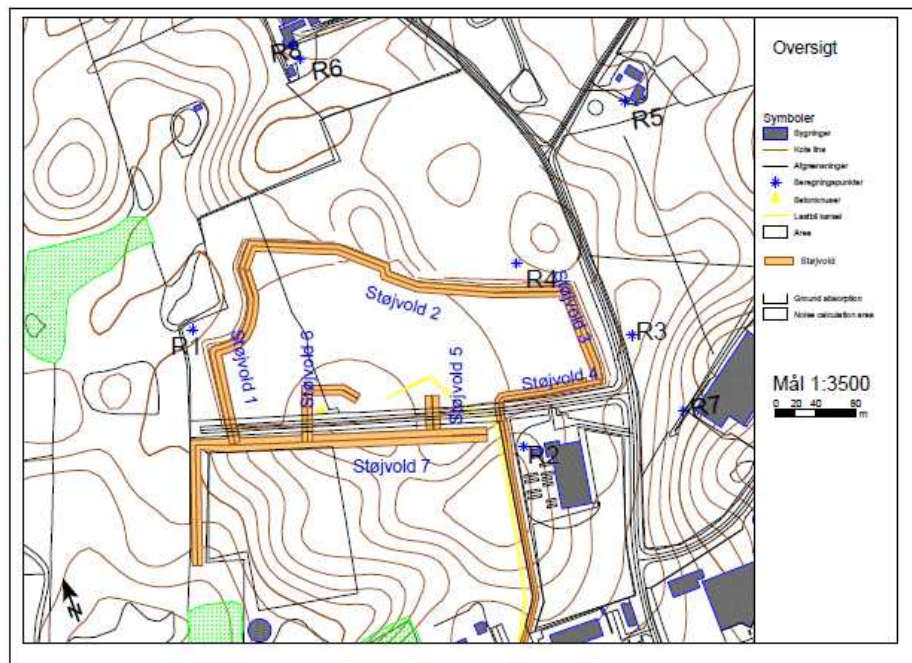 Oversigt
Symboler
Bygninger
Kote line
Afgrænsninger
Beregningspunkter
Betonknuser
Lastbil kørsel
Area
Støjvold
Ground absorption
Noise calculation area
Mål 1:3500
0 20 40 80
m
R8
R6
R5
R4
R1
R3
R7
R2
Støjvold 2
Støjvold 3
Støjvold 1
Støjvold 6
Støjvold 5
Støjvold 4
Støjvold 7
N